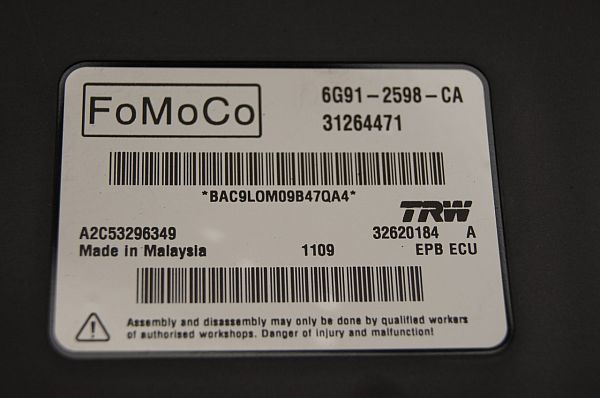 FoMoCo
6G91-2598-CA
31264471
*BAC9LOM09B47QA4*
TRW
A2C53296349
32620184 A
Made in Malaysia 1109 EPB ECU
Assembly and disassembly may only be done by qualified workers
of authorised workshops. Danger of injury and malfunction!